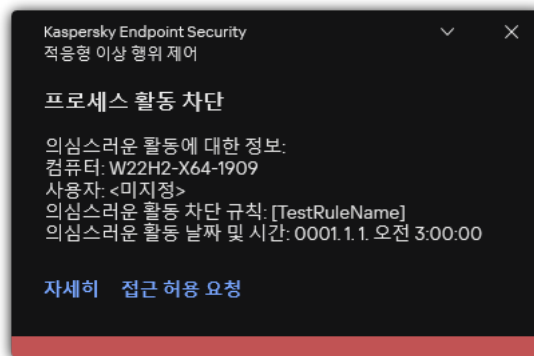 Kaspersky Endpoint Security
적응형 이상 행위 제어
프로세스 활동 차단
의심스러운 활동에 대한 정보:
컴퓨터: W22H2-X64-1909
사용자: <미지정>
의심스러운 활동 차단 규칙: [TestRuleName]
의심스러운 활동 날짜 및 시간: 0001. 1. 1. 오전 3:00:00
자세히 접근 허용 요청